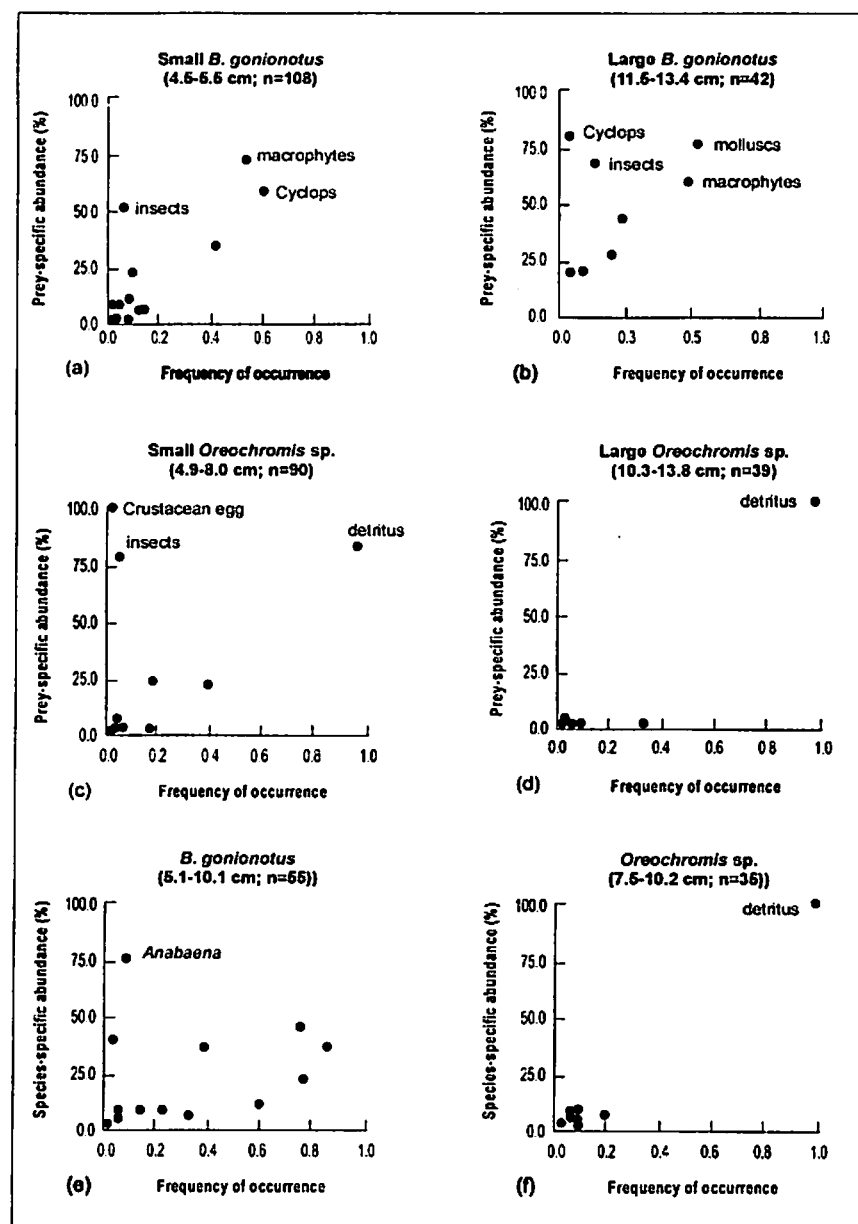 Small B. gonionotus
(4.5-5.5 cm; n=108)
100.0
75.0
50.0
25.0
0.0
Prey-specific abundance (%)
macrophytes
Cyclops
insects
0.0 0.2 0.4 0.6 0.8 1.0
(a)
Frequency of occurrence
Largo B. gonionotus
(11.5-13.4 cm; n=42)
100.0
75.0
50.0
25.0
0.0
Prey-specific abundance (%)
Cyclops
molluscs
insects
macrophytes
0.0 0.3 0.5 0.8 1.0
(b)
Frequency of occurrence
Small Oreochromis sp.
(4.9-8.0 cm; n=90)
100.0
75.0
50.0
25.0
0.0
Prey-specific abundance (%)
Crustacean egg
insects
detritus
0.0 0.2 0.4 0.6 0.8 1.0
(c)
Frequency of occurrence
Largo Oreochromis sp.
(10.3-13.8 cm; n=39)
100.0
75.0
50.0
25.0
0.0
Prey-specific abundance (%)
detritus
0.0 0.2 0.4 0.6 0.8 1.0
(d)
Frequency of occurrence
B. gonionotus
(5.1-10.1 cm; n=55))
100.0
75.0
50.0
25.0
0.0
Species-specific abundance (%)
Anabaena
0.0 0.2 0.4 0.6 0.8 1.0
(e)
Frequency of occurrence
Oreochromis sp.
(7.5-10.2 cm; n=35))
100.0
75.0
50.0
25.0
0.0
Species-specific abundance (%)
detritus
0.0 0.2 0.4 0.6 0.8 1.0
(f)
Frequency of occurrence